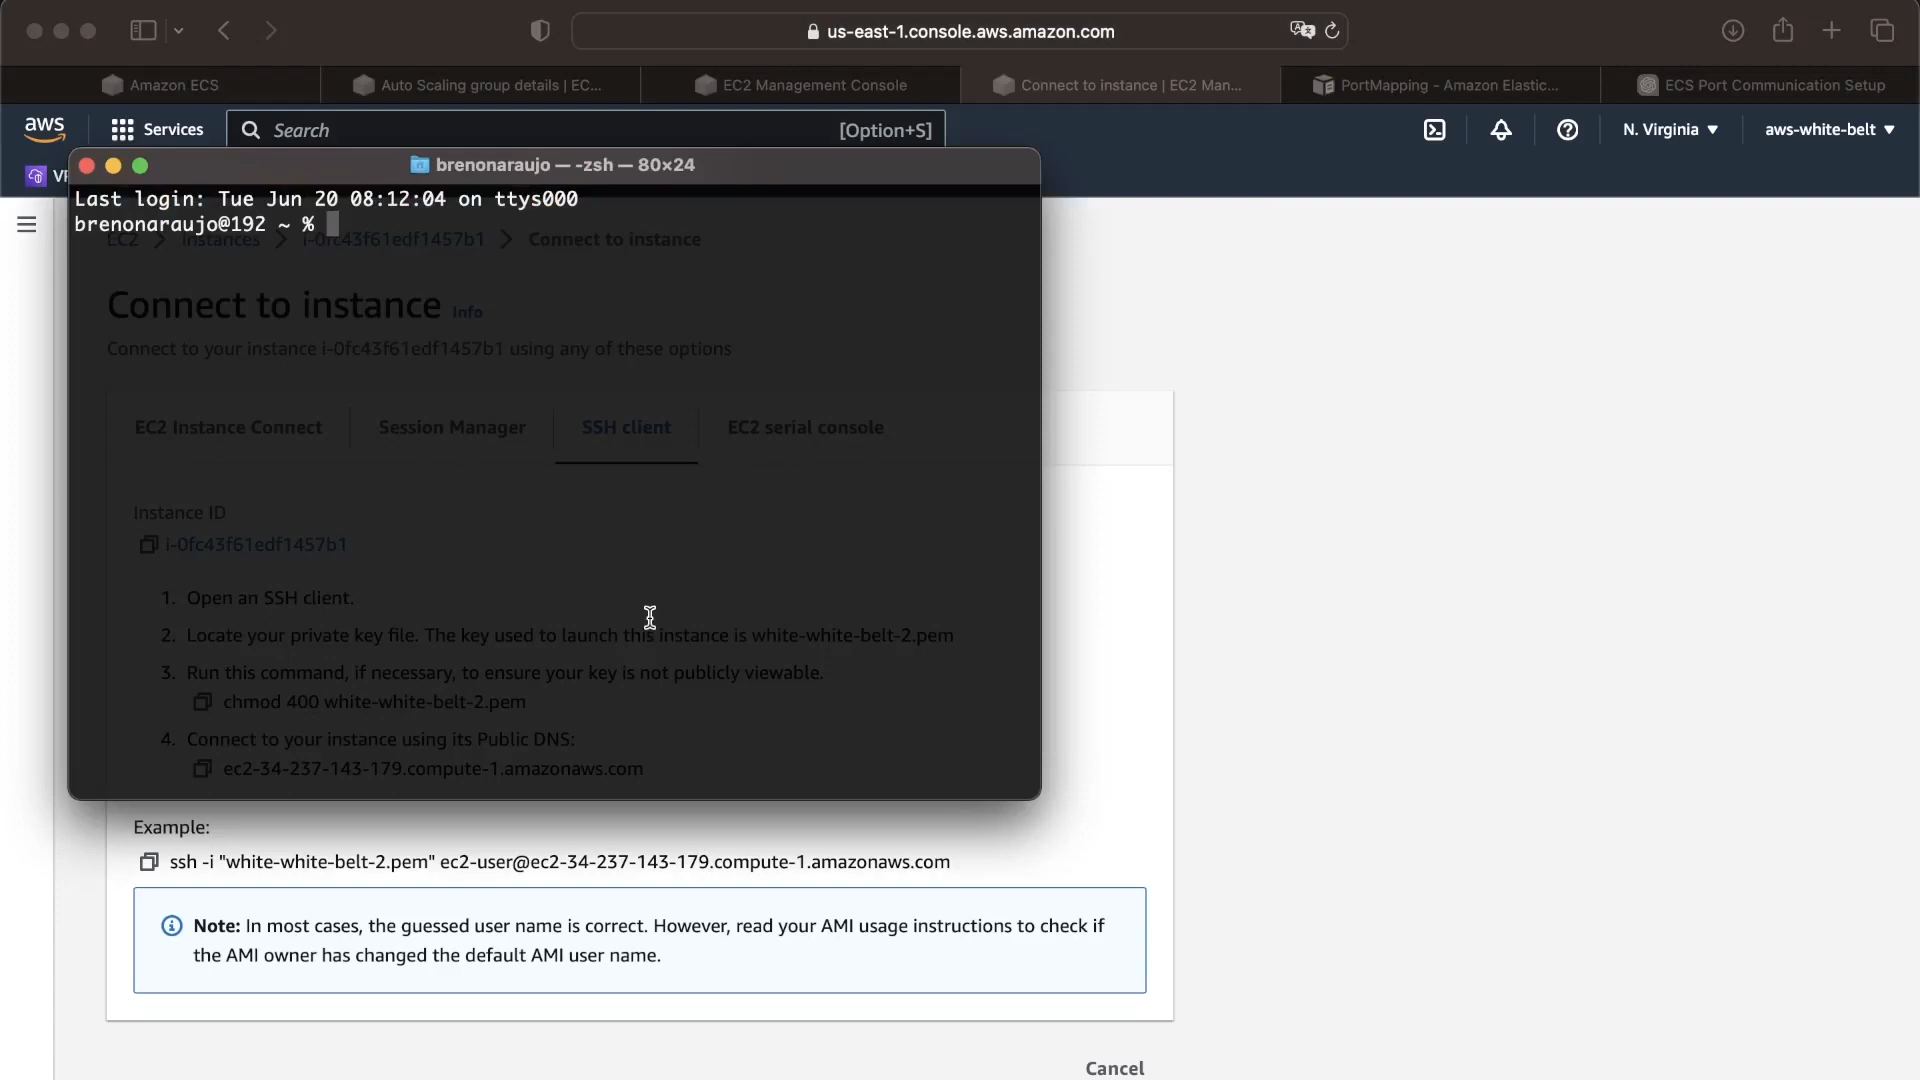 us-east-1.console.aws.amazon.com
Amazon ECS
Auto Scaling group details | EC...
EC2 Management Console
Connect to instance | EC2 Man...
PortMapping - Amazon Elastic...
ECS Port Communication Setup
aws
Services
Search
[Option+S]
N. Virginia
aws-white-belt
brenonaraujo — -zsh — 80×24
Last login: Tue Jun 20 08:12:04 on ttys000
brenonaraujo@192 ~ %
EC2 > Instances > i-0fc43f61edf1457b1 > Connect to instance
Connect to instance Info
Connect to your instance i-0fc43f61edf1457b1 using any of these options
EC2 Instance Connect
Session Manager
SSH client
EC2 serial console
Instance ID
i-0fc43f61edf1457b1
1. Open an SSH client.
2. Locate your private key file. The key used to launch this instance is white-white-belt-2.pem
3. Run this command, if necessary, to ensure your key is not publicly viewable.
chmod 400 white-white-belt-2.pem
4. Connect to your instance using its Public DNS:
ec2-34-237-143-179.compute-1.amazonaws.com
Example:
ssh -i "white-white-belt-2.pem" ec2-user@ec2-34-237-143-179.compute-1.amazonaws.com
Note: In most cases, the guessed user name is correct. However, read your AMI usage instructions to check if
the AMI owner has changed the default AMI user name.
Cancel